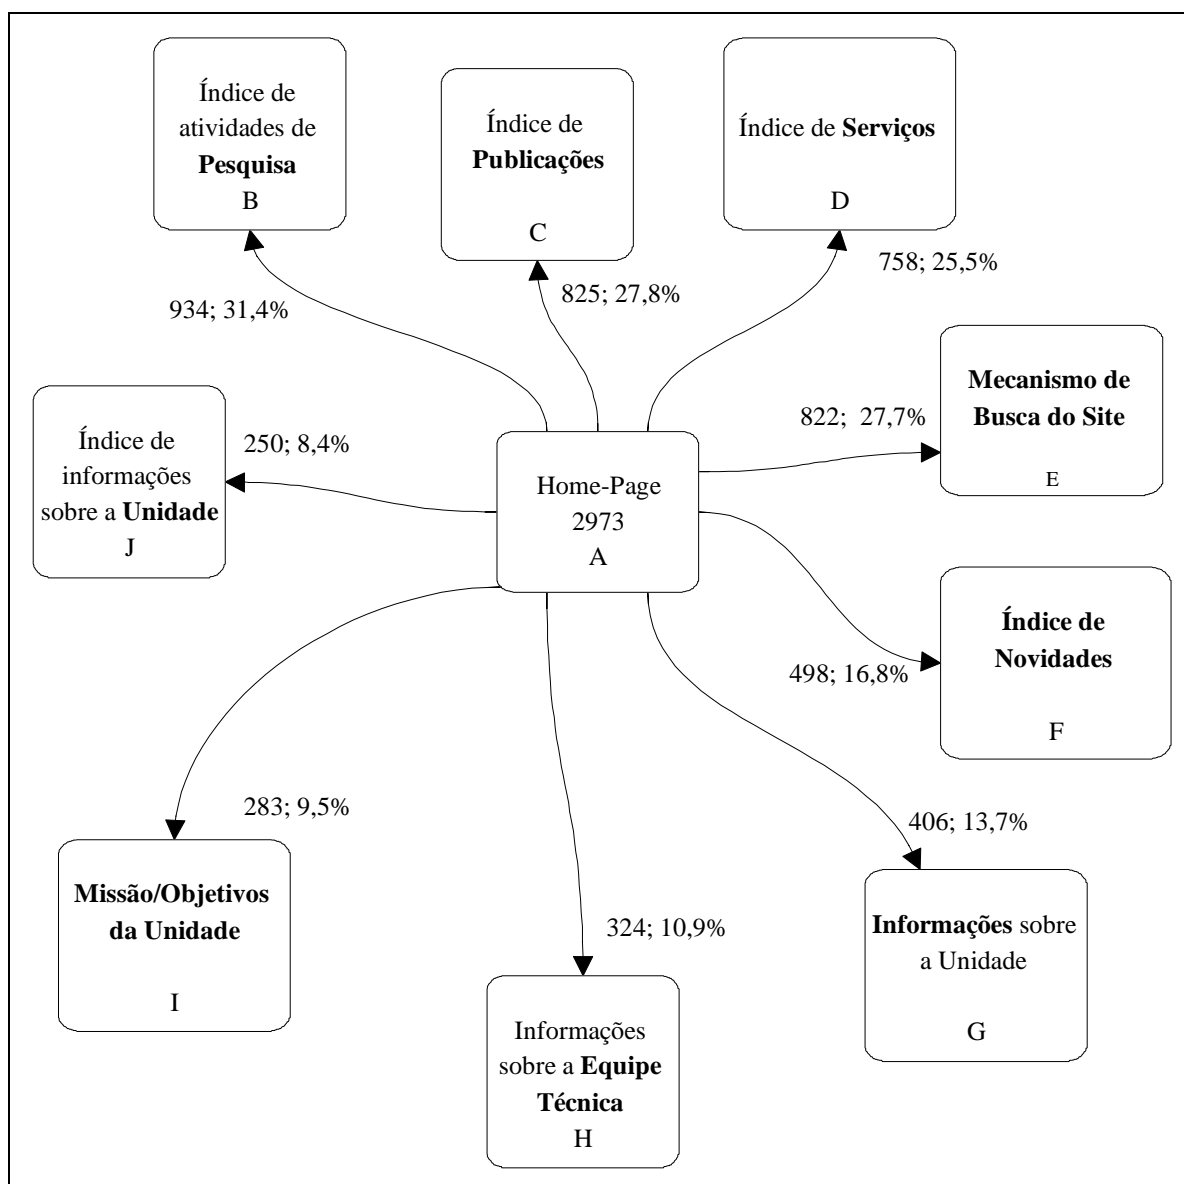 Índice de
atividades de
Pesquisa
B
Índice de
Publicações
C
Índice de Serviços
D
934; 31,4%
825; 27,8%
758; 25,5%
Mecanismo de
Busca do Site
E
822; 27,7%
Índice de
informações
sobre a Unidade
J
250; 8,4%
Home-Page
2973
A
Índice de
Novidades
F
498; 16,8%
283; 9,5%
406; 13,7%
Missão/Objetivos
da Unidade
I
324; 10,9%
Informações sobre
a Unidade
G
Informações
sobre a Equipe
Técnica
H